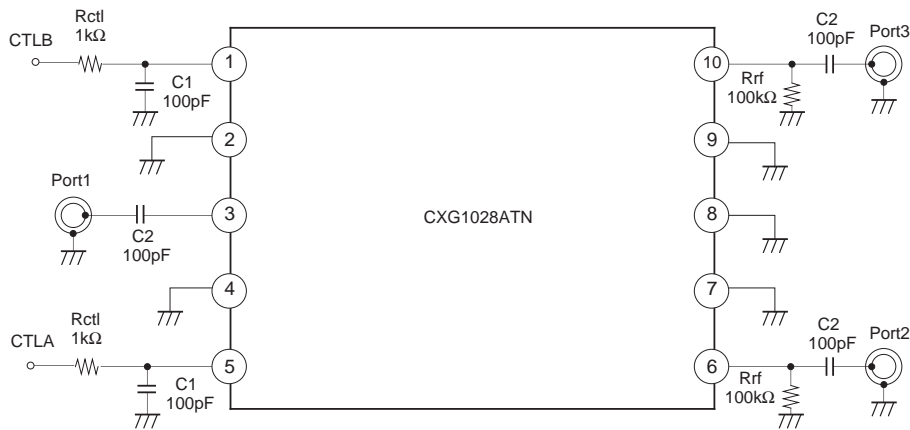 Rctl
1kΩ
CTLB
C1
100pF
1
2
Port1
C2
100pF
3
4
Rctl
1kΩ
CTLA
C1
100pF
5
CXG1028ATN
C2
100pF
Port3
10
Rrf
100kΩ
9
8
7
C2
100pF
Port2
6
Rrf
100kΩ